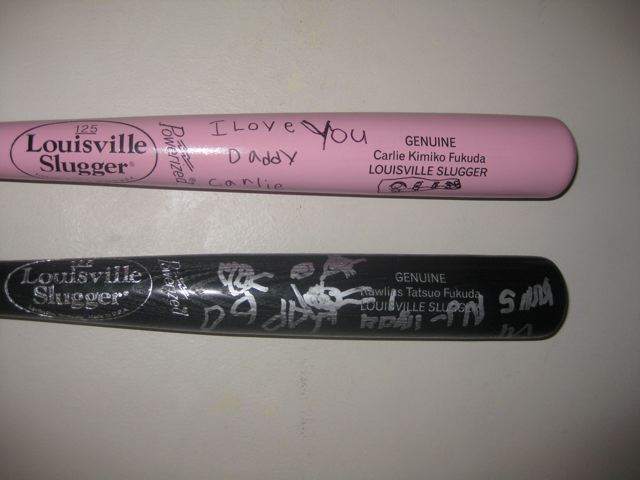 125
Louisville
Slugger
Powerized
I Love You
Daddy
Carlie
GENUINE
Carlie Kimiko Fukuda
LOUISVILLE SLUGGER
125
Louisville
Slugger
Powerized
GENUINE
Rawlins Tatsuo Fukuda
LOUISVILLE SLUGGER